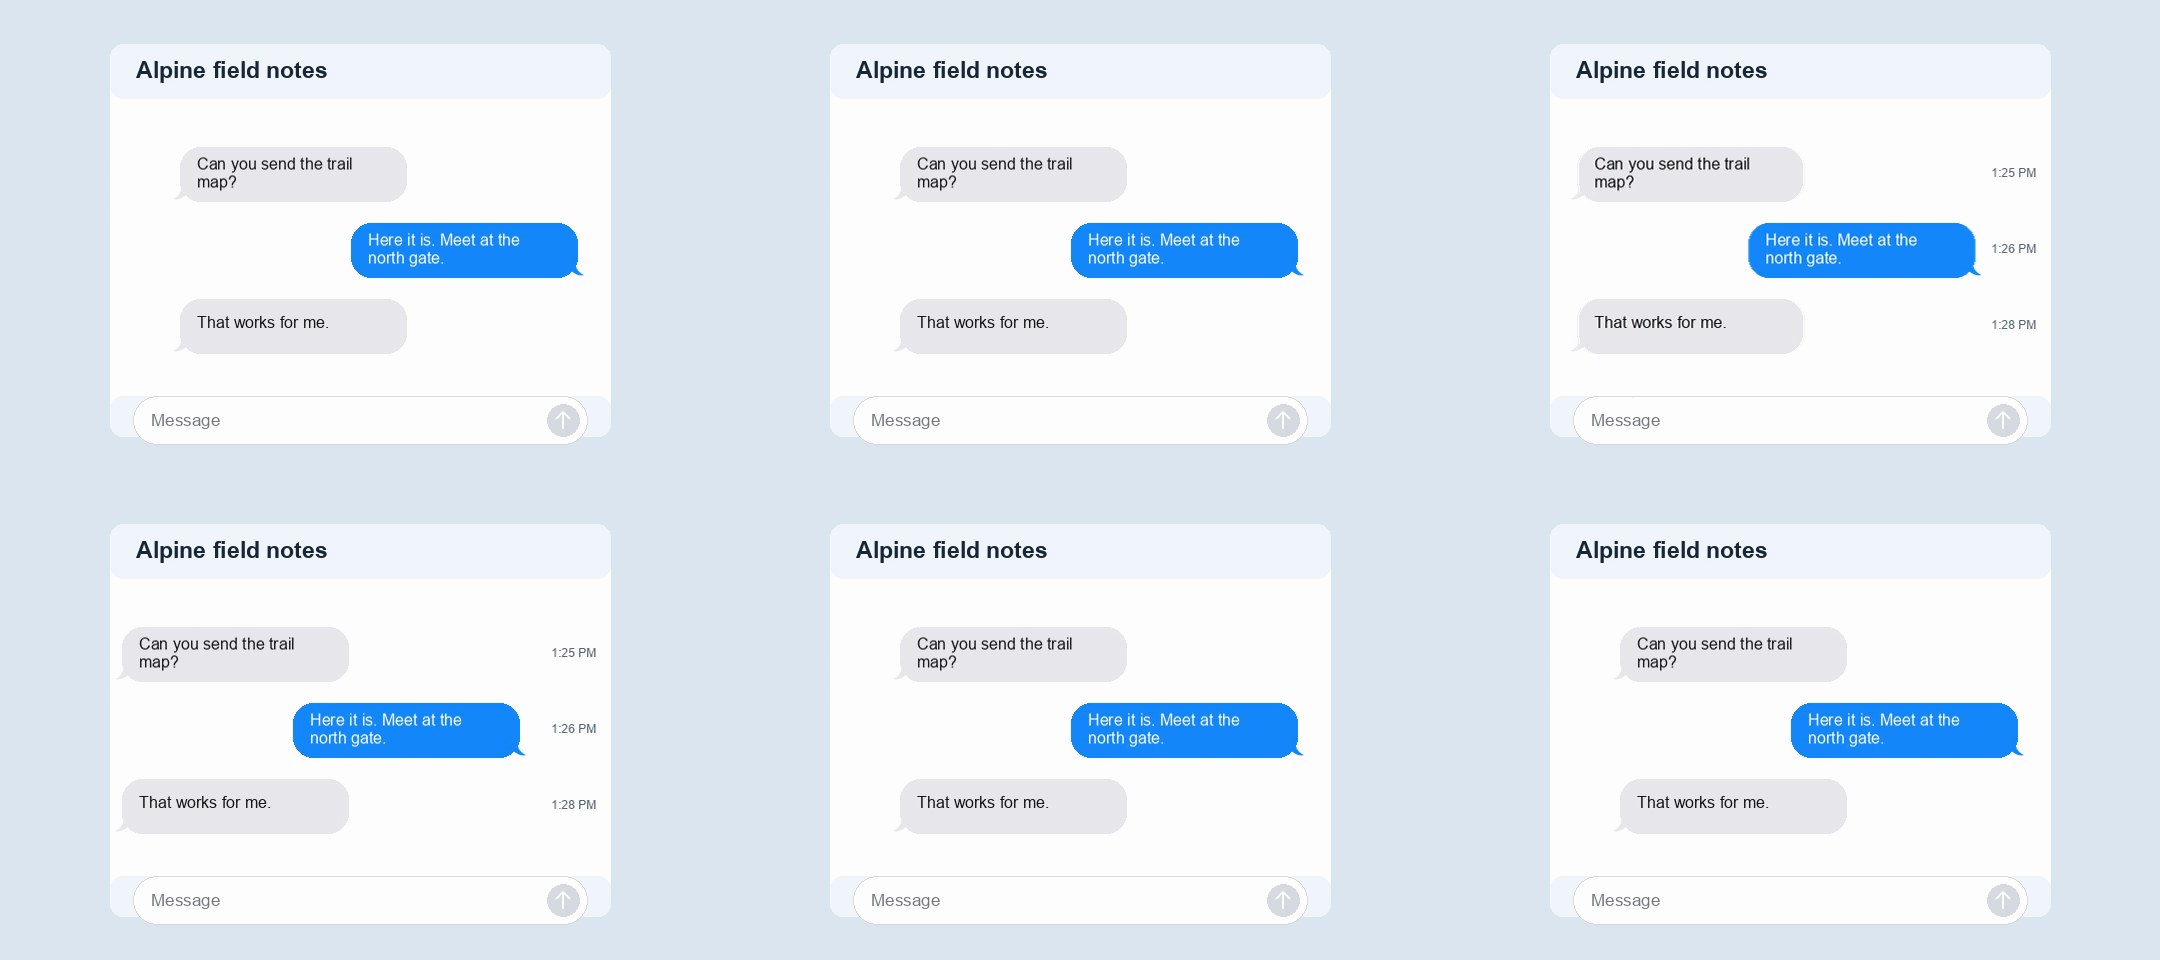 Alpine field notes
Can you send the trail
map?
Here it is. Meet at the
north gate.
That works for me.
Message
Alpine field notes
Can you send the trail
map?
Here it is. Meet at the
north gate.
That works for me.
Message
Alpine field notes
Can you send the trail
map?
1:25 PM
Here it is. Meet at the
north gate.
1:26 PM
That works for me.
1:28 PM
Message
Alpine field notes
Can you send the trail
map?
1:25 PM
Here it is. Meet at the
north gate.
1:26 PM
That works for me.
1:28 PM
Message
Alpine field notes
Can you send the trail
map?
Here it is. Meet at the
north gate.
That works for me.
Message
Alpine field notes
Can you send the trail
map?
Here it is. Meet at the
north gate.
That works for me.
Message